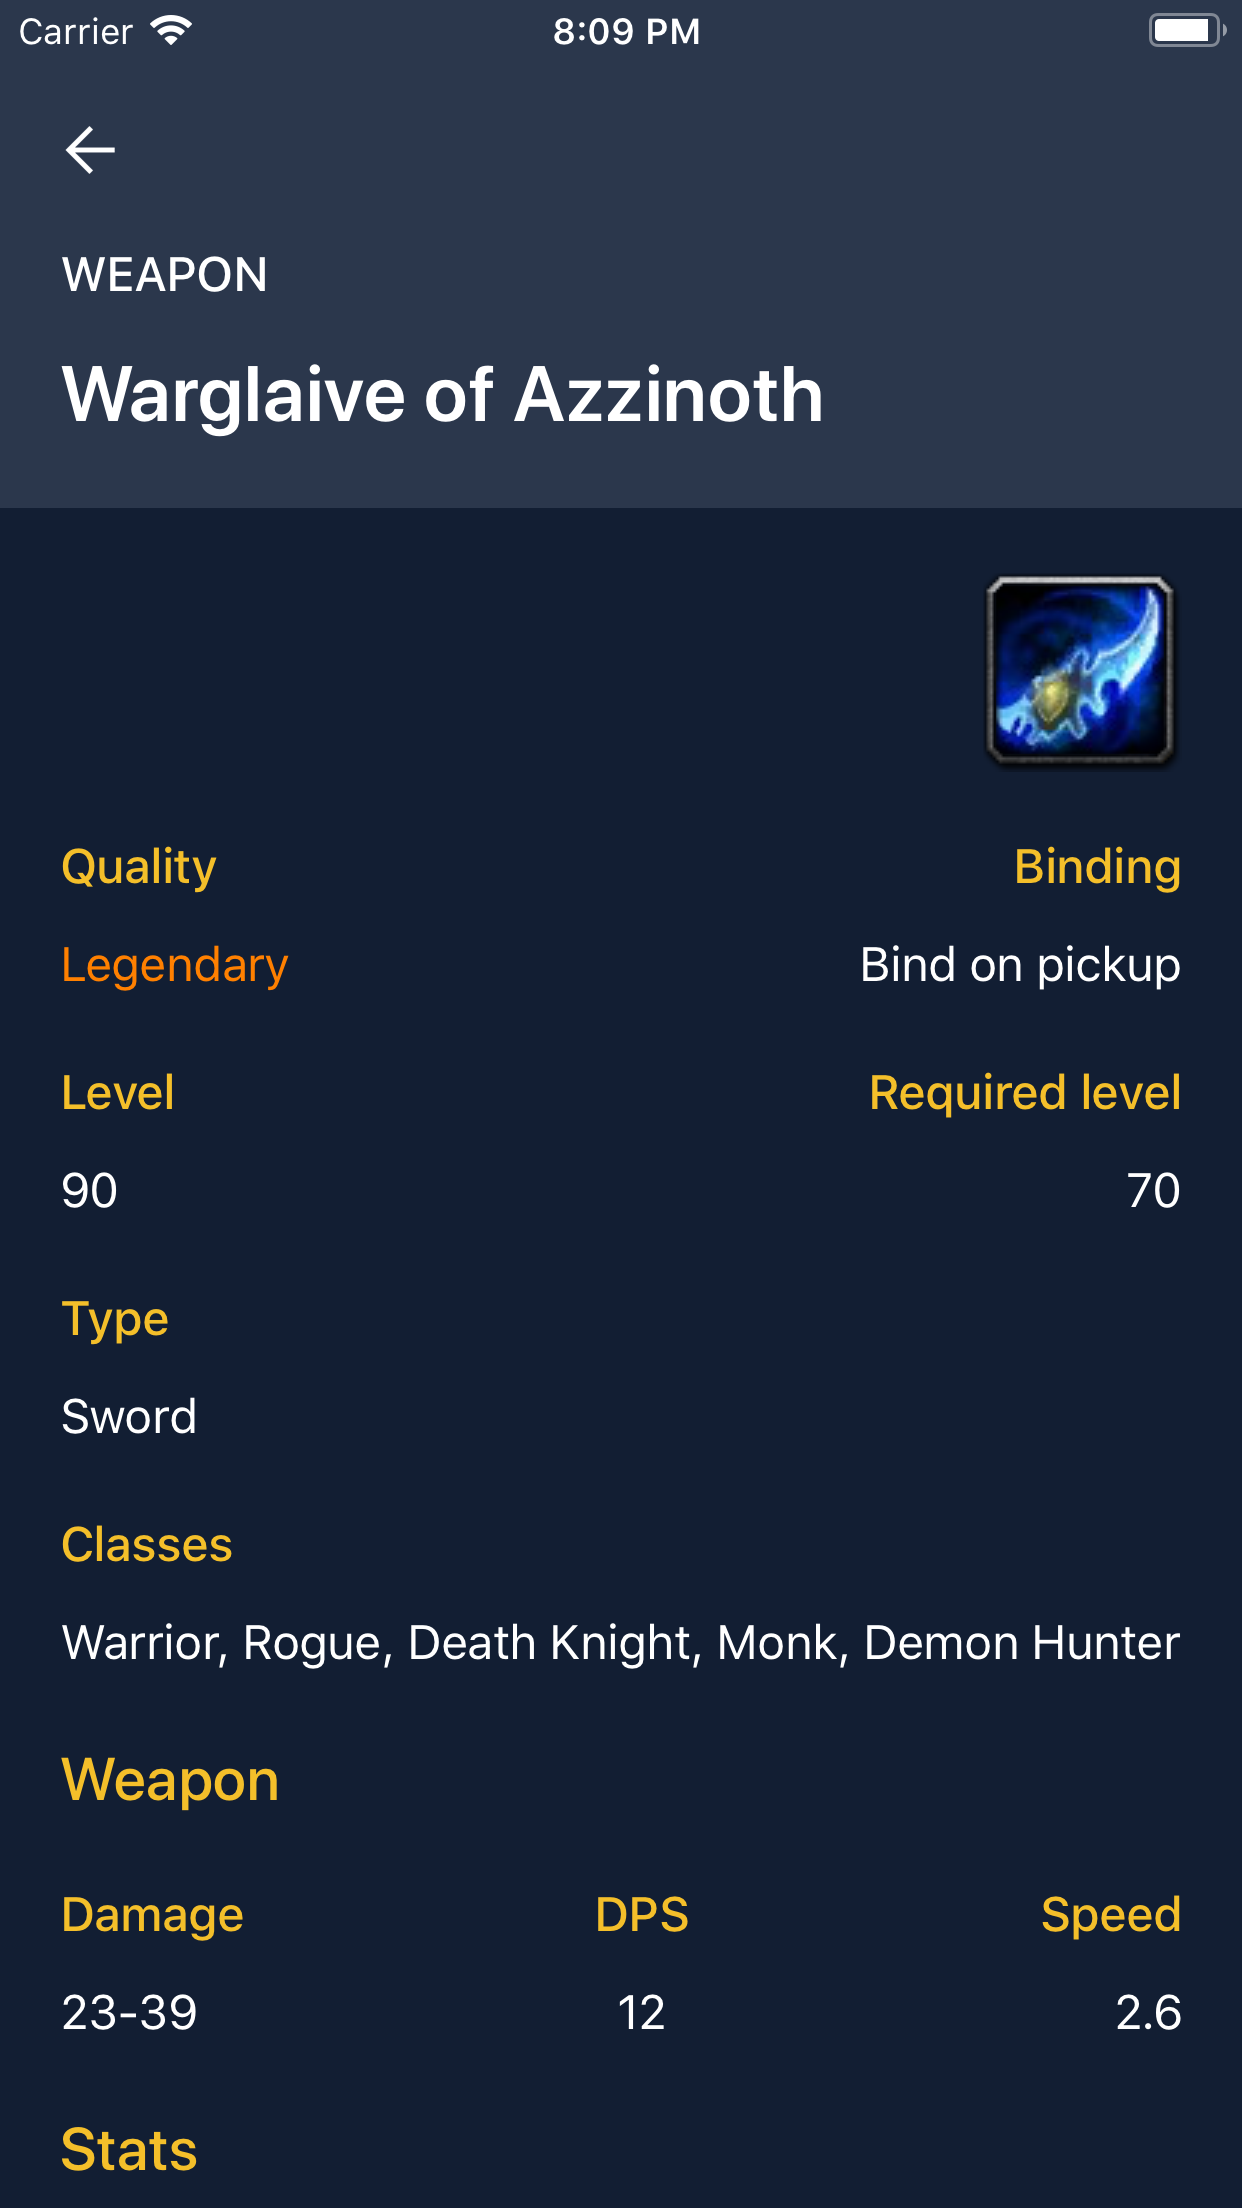 Carrier 8:09 PM
WEAPON
Warglaive of Azzinoth
Quality Binding
Legendary Bind on pickup
Level Required level
90 70
Type
Sword
Classes
Warrior, Rogue, Death Knight, Monk, Demon Hunter
Weapon
Damage DPS Speed
23-39 12 2.6
Stats